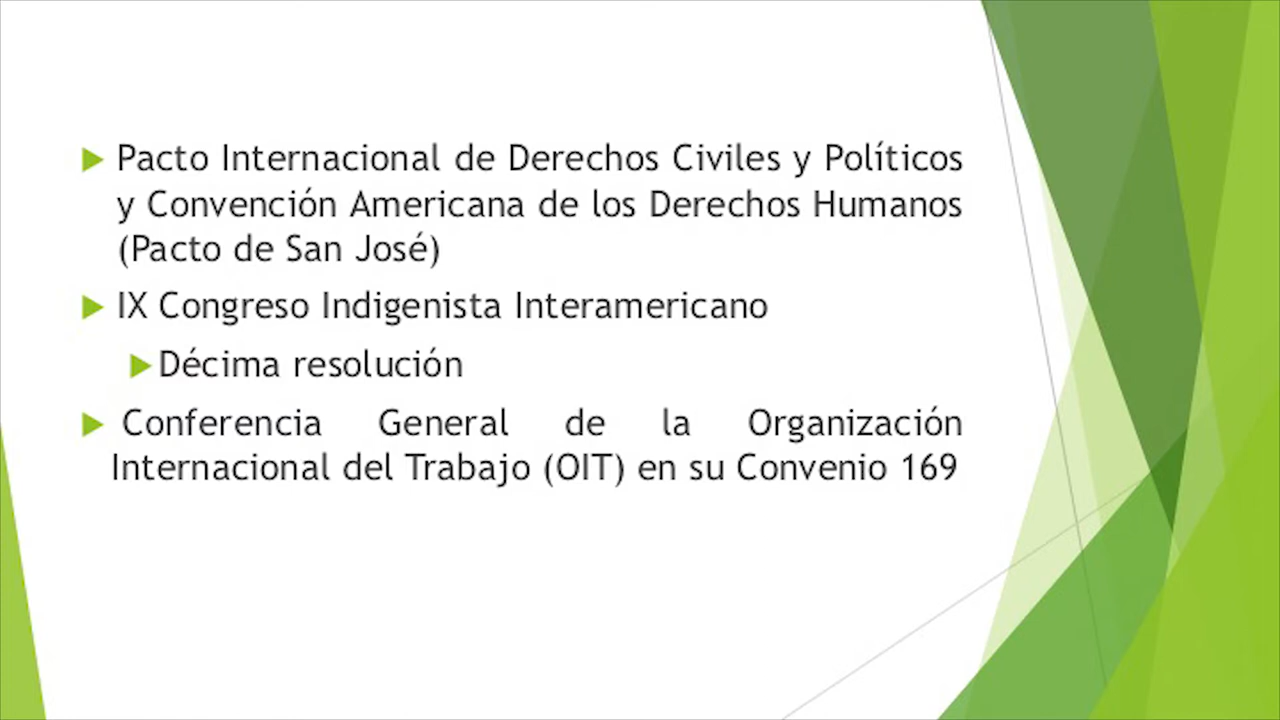 Pacto Internacional de Derechos Civiles y Políticos
y Convención Americana de los Derechos Humanos
(Pacto de San José)
IX Congreso Indigenista Interamericano
Décima resolución
Conferencia General de la Organización
Internacional del Trabajo (OIT) en su Convenio 169